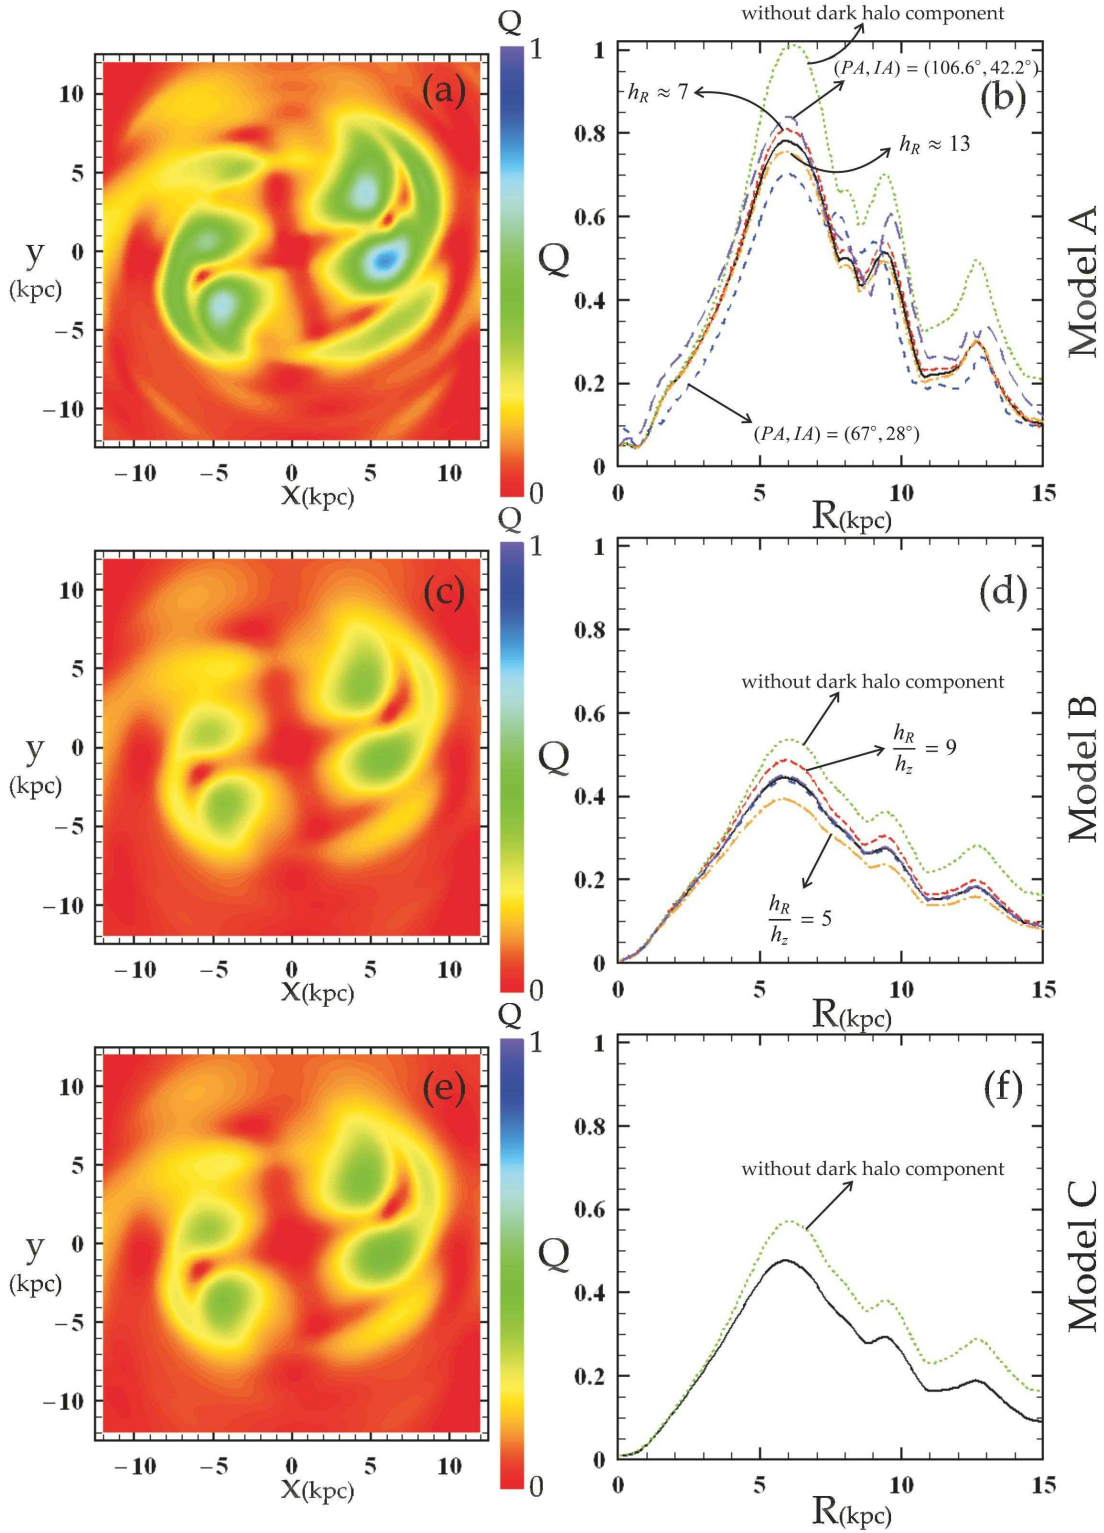 Q
1
(a)
10
5
0
−5
−10
y
(kpc)
−10
−5
0
5
10
X(kpc)
0
without dark halo component
(PA, IA) = (106.6°, 42.2°)
(b)
h_R ≈ 7
h_R ≈ 13
(PA, IA) = (67°, 28°)
Q
1
0.8
0.6
0.4
0.2
0
0
5
10
15
R(kpc)
Model A
Q
1
(c)
10
5
0
−5
−10
y
(kpc)
−10
−5
0
5
10
X(kpc)
0
(d)
without dark halo component
h_R
h_z = 9
h_R
h_z = 5
Q
1
0.8
0.6
0.4
0.2
0
0
5
10
15
R(kpc)
Model B
Q
1
(e)
10
5
0
−5
−10
y
(kpc)
−10
−5
0
5
10
X(kpc)
0
(f)
without dark halo component
Q
1
0.8
0.6
0.4
0.2
0
0
5
10
15
R(kpc)
Model C